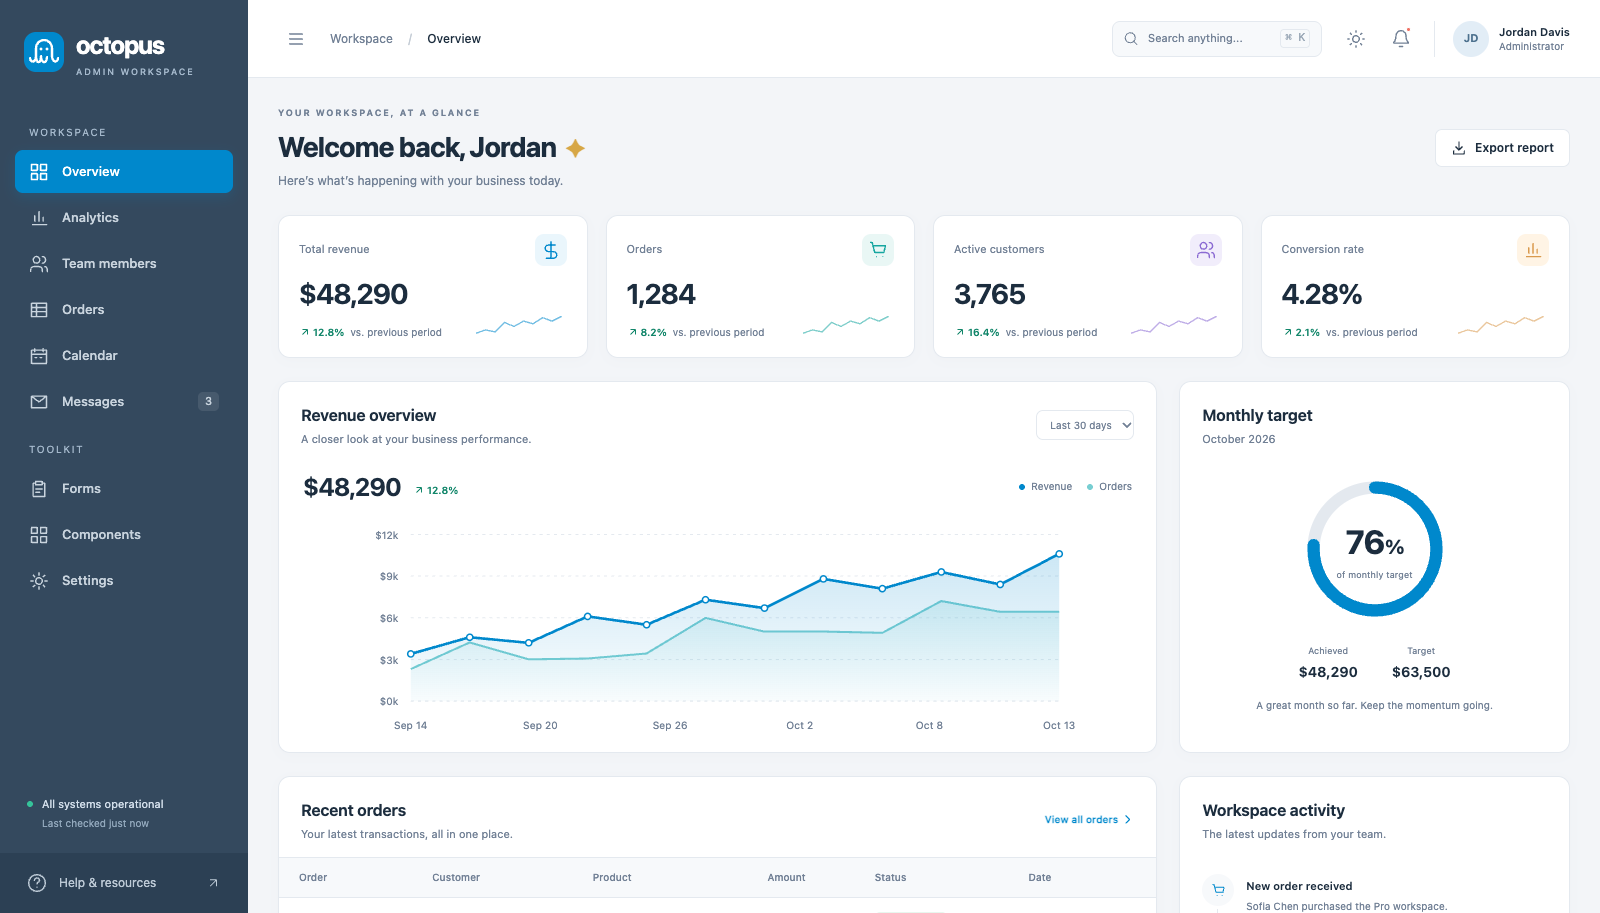 octopus
ADMIN WORKSPACE
WORKSPACE
Overview
Analytics
Team members
Orders
Calendar
Messages 3
TOOLKIT
Forms
Components
Settings
All systems operational
Last checked just now
Help & resources
Workspace / Overview
Search anything... ⌘ K
JD
Jordan Davis
Administrator
YOUR WORKSPACE, AT A GLANCE
Welcome back, Jordan
Here's what's happening with your business today.
Export report
Total revenue
$48,290
12.8% vs. previous period
Orders
1,284
8.2% vs. previous period
Active customers
3,765
16.4% vs. previous period
Conversion rate
4.28%
2.1% vs. previous period
Revenue overview
A closer look at your business performance.
Last 30 days
$48,290 12.8%
Revenue Orders
$12k
$9k
$6k
$3k
$0k
Sep 14 Sep 20 Sep 26 Oct 2 Oct 8 Oct 13
Monthly target
October 2026
76%
of monthly target
Achieved Target
$48,290 $63,500
A great month so far. Keep the momentum going.
Recent orders
Your latest transactions, all in one place.
View all orders
Order Customer Product Amount Status Date
Workspace activity
The latest updates from your team.
New order received
Sofia Chen purchased the Pro workspace.